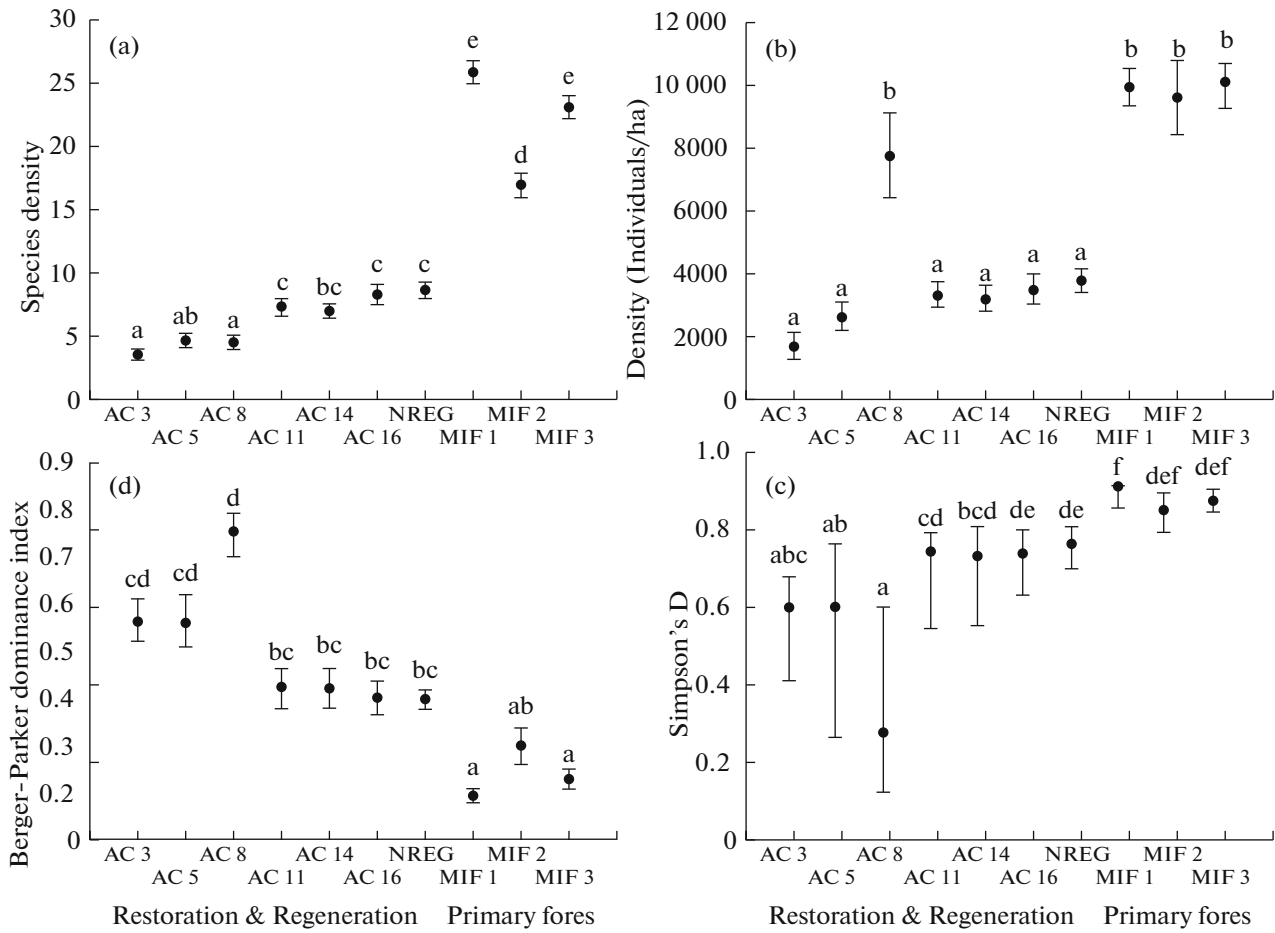 (a)
Species density
30
25
20
15
10
5
0
a
ab
a
c
bc
c
c
e
d
e
AC 3 AC 8 AC 14 NREG MIF 2
AC 5 AC 11 AC 16 MIF 1 MIF 3
(b)
Density (Individuals/ha)
12 000
10 000
8000
6000
4000
2000
0
a
a
b
a
a
a
a
b
b
b
AC 3 AC 8 AC 14 NREG MIF 2
AC 5 AC 11 AC 16 MIF 1 MIF 3
(d)
Berger-Parker dominance index
0.9
0.8
0.7
0.6
0.5
0.4
0.3
0.2
0
cd
cd
d
bc
bc
bc
bc
a
ab
a
AC 3 AC 8 AC 14 NREG MIF 2
AC 5 AC 11 AC 16 MIF 1 MIF 3
Restoration & Regeneration Primary fores
(c)
Simpson's D
1.0
0.8
0.6
0.4
0.2
0
abc
ab
a
cd
bcd
de
de
f
def
def
AC 3 AC 8 AC 14 NREG MIF 2
AC 5 AC 11 AC 16 MIF 1 MIF 3
Restoration & Regeneration Primary fores